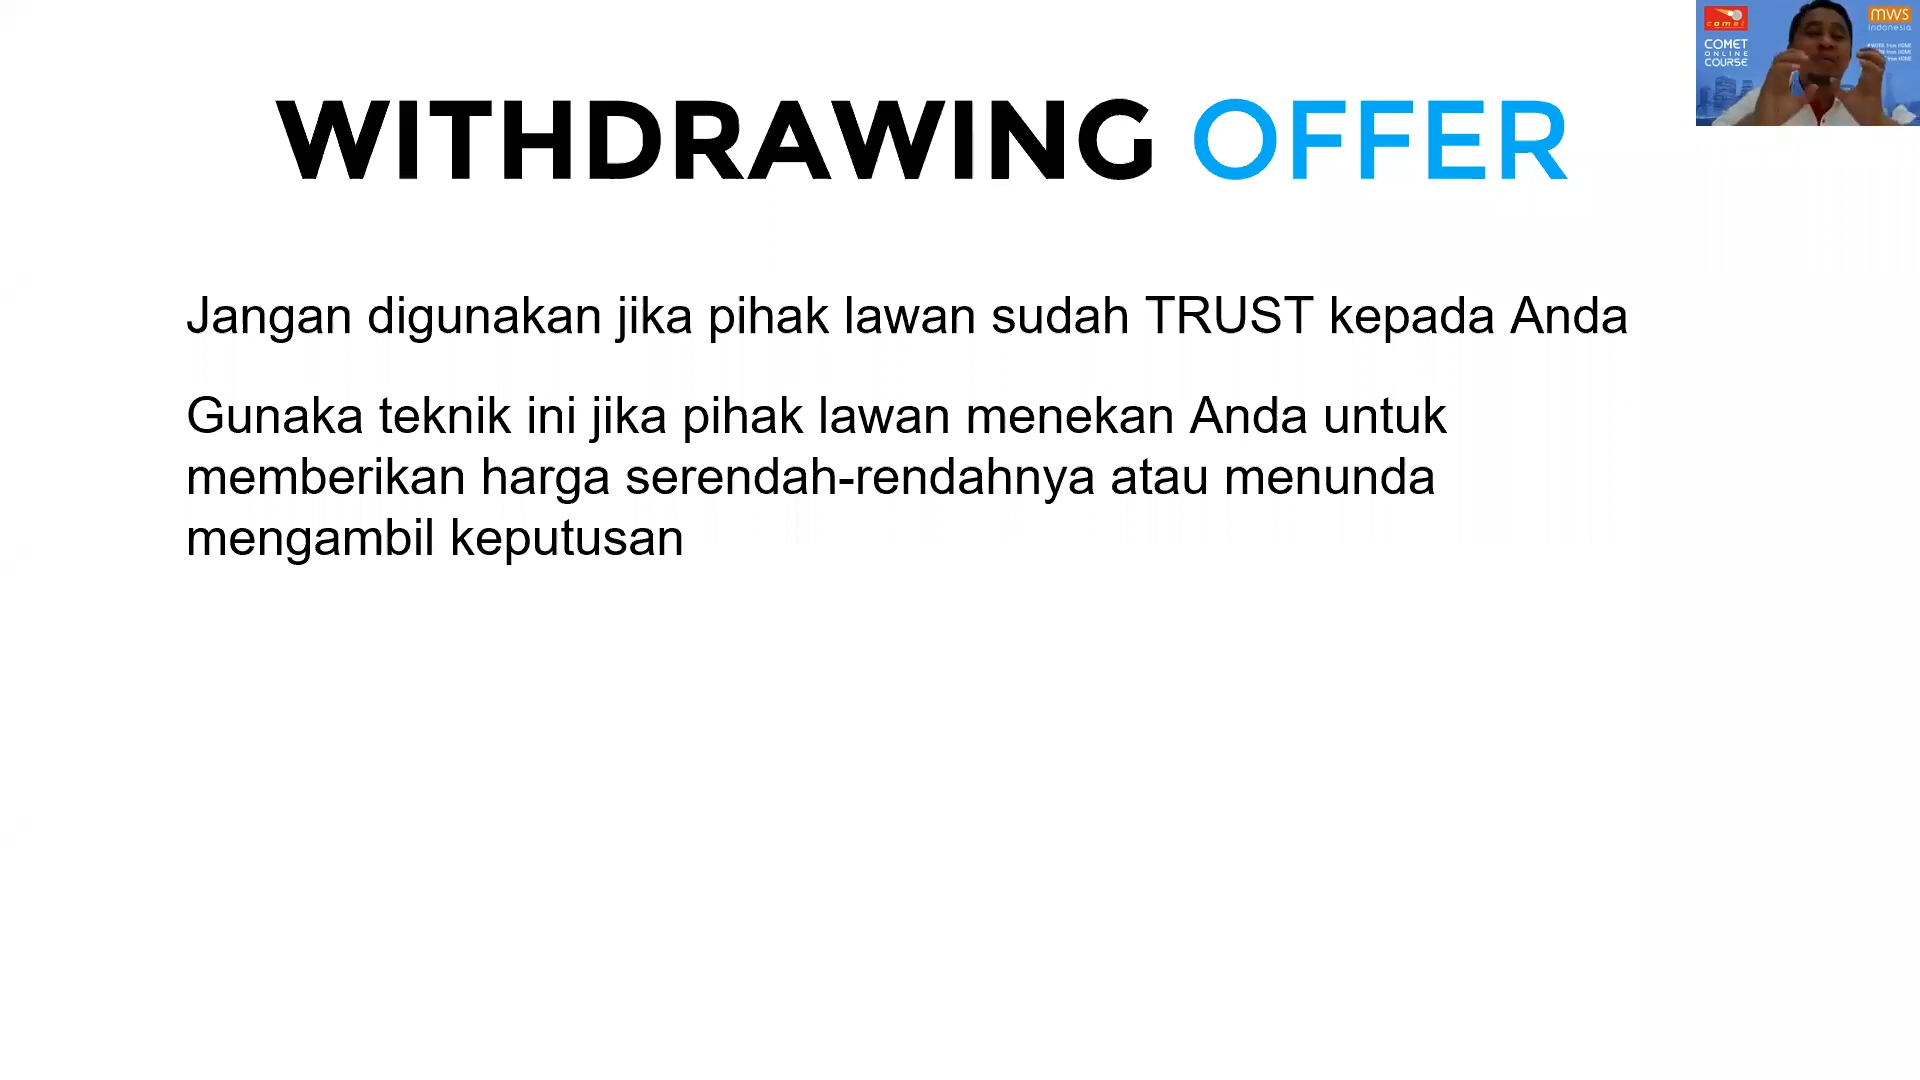 WITHDRAWING OFFER
Jangan digunakan jika pihak lawan sudah TRUST kepada Anda
Gunaka teknik ini jika pihak lawan menekan Anda untuk
memberikan harga serendah-rendahnya atau menunda
mengambil keputusan
comet
COMET
ONLINE
COURSE
mws
indonesia